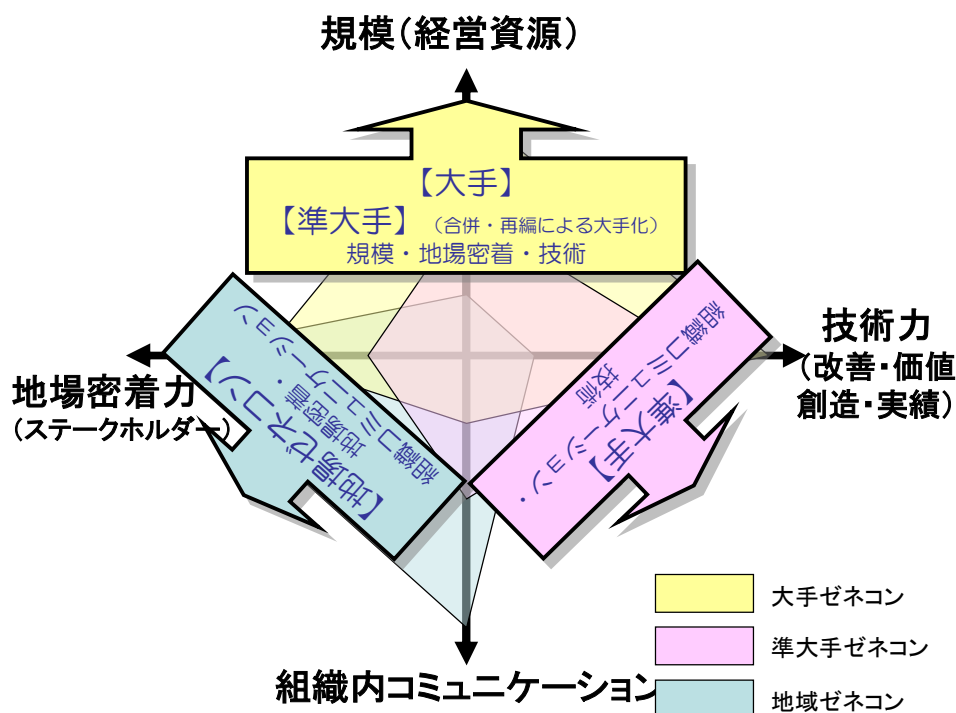 規模（経営資源）
【大手】
【準大手】（合併・再編による大手化）
規模・地場密着・技術
地場密着力
（ステークホルダー）
技術力
（改善・価値
創造・実績）
【地場ゼネコン】
地場密着・
組織コミュニケーション
【準大手】
組織コミュニケーション・
技術
組織内コミュニケーション
大手ゼネコン
準大手ゼネコン
地域ゼネコン